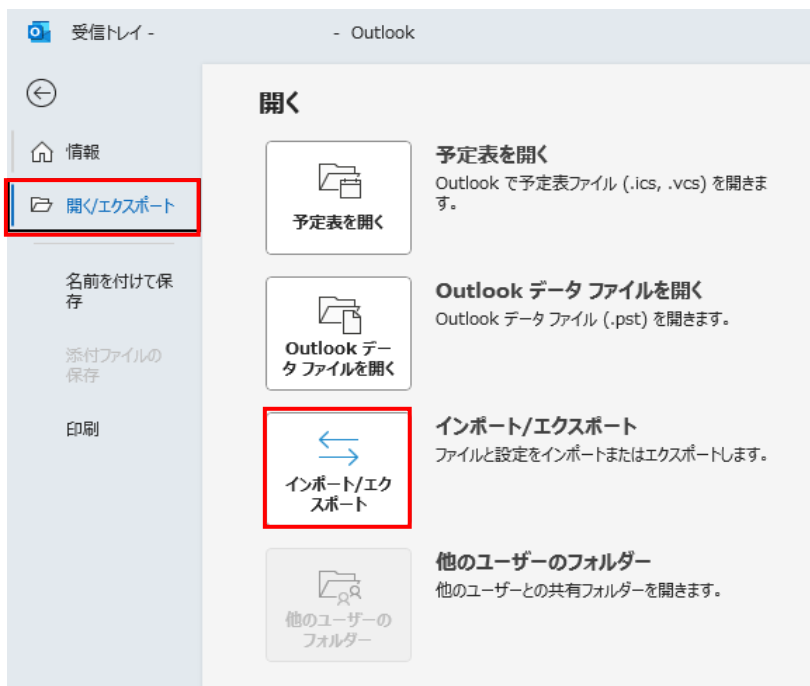 受信トレイ - - Outlook
情報
開く/エクスポート
名前を付けて保
存
添付ファイルの
保存
印刷
開く
予定表を開く
予定表を開く
Outlook で予定表ファイル (.ics, .vcs) を開きま
す。
Outlook デー
タ ファイルを開く
Outlook データ ファイルを開く
Outlook データ ファイル (.pst) を開きます。
インポート/エク
スポート
インポート/エクスポート
ファイルと設定をインポートまたはエクスポートします。
他のユーザーの
フォルダー
他のユーザーのフォルダー
他のユーザーとの共有フォルダーを開きます。